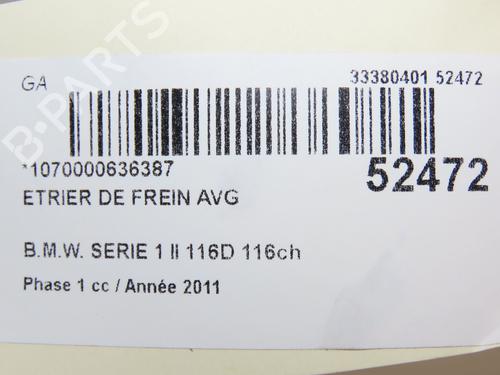 GA
33380401 52472
*1070000636387
52472
ETRIER DE FREIN AVG
B.M.W. SERIE 1 II 116D 116ch
Phase 1 cc / Année 2011
B-PARTS